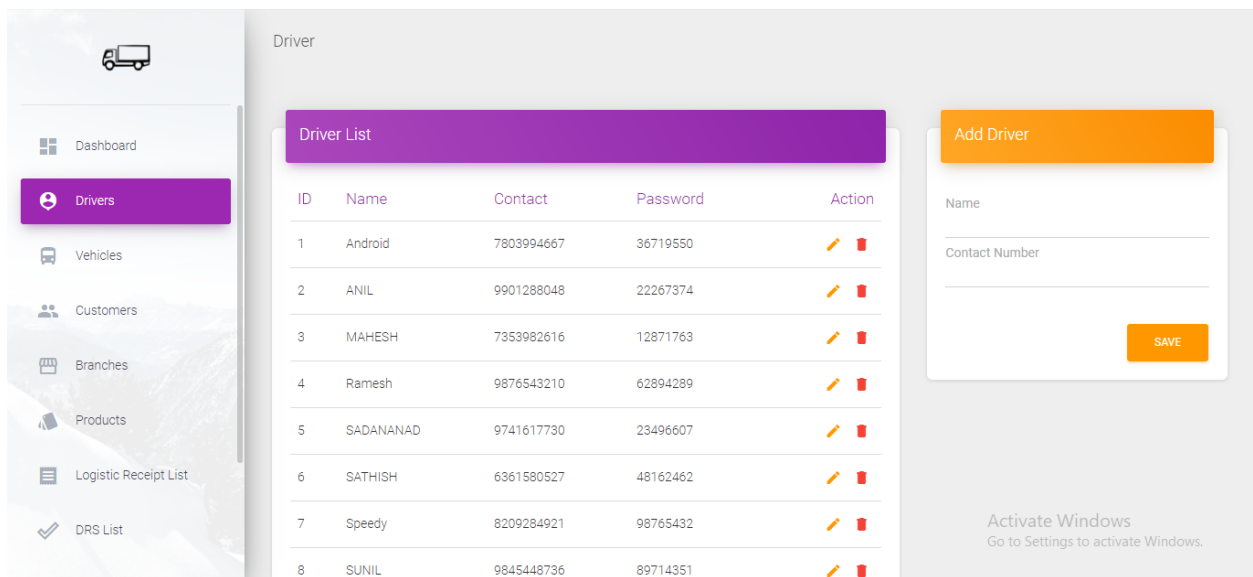 Driver
Dashboard
Drivers
Vehicles
Customers
Branches
Products
Logistic Receipt List
DRS List
Driver List
ID Name Contact Password Action
1 Android 7803994667 36719550
2 ANIL 9901288048 22267374
3 MAHESH 7353982616 12871763
4 Ramesh 9876543210 62894289
5 SADANANAD 9741617730 23496607
6 SATHISH 6361580527 48162462
7 Speedy 8209284921 98765432
8 SUNIL 9845448736 89714351
Add Driver
Name
Contact Number
SAVE
Activate Windows
Go to Settings to activate Windows.